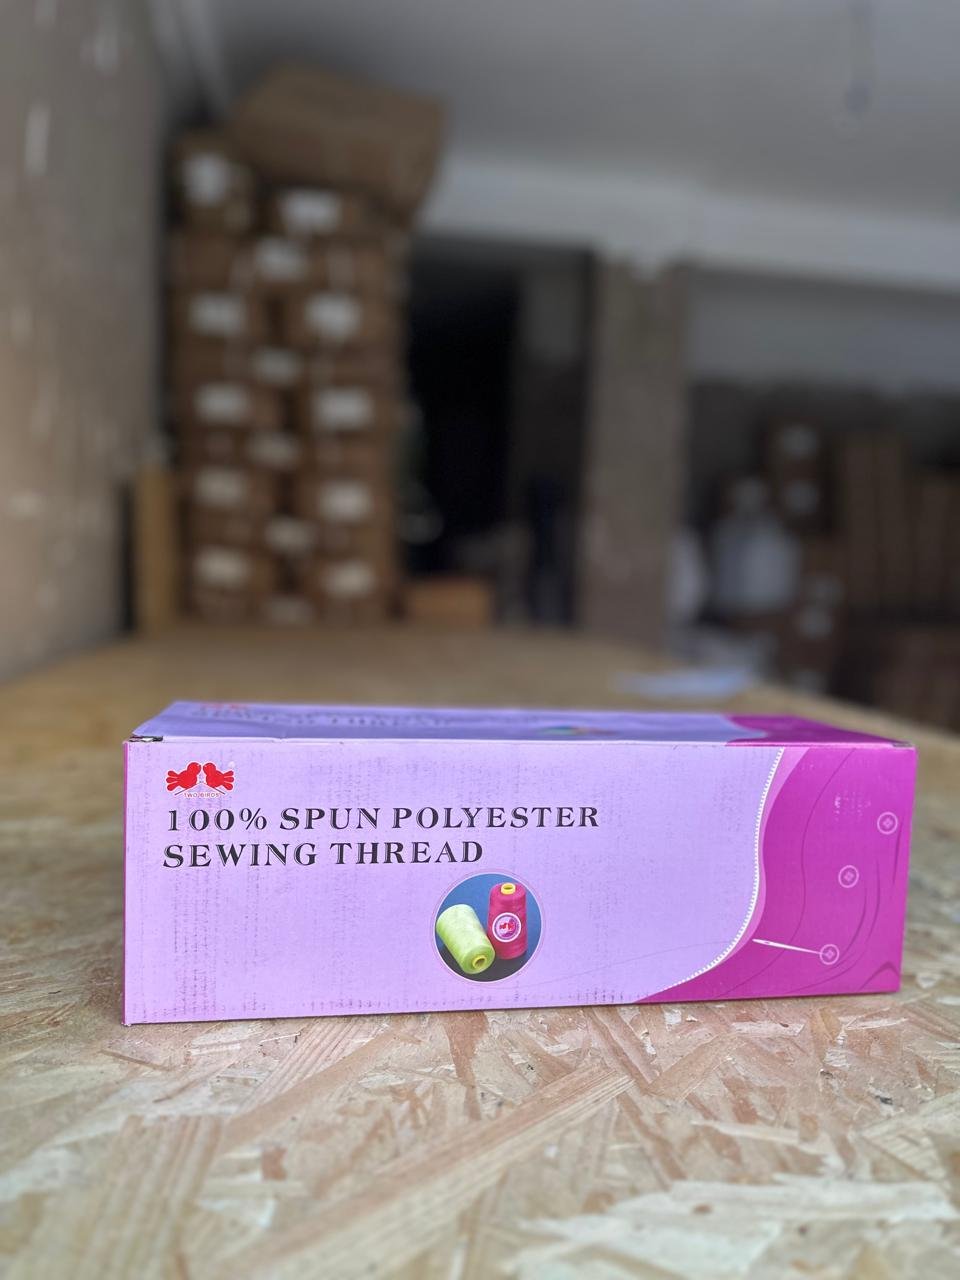 TWO BIRDS
100% SPUN POLYESTER
SEWING THREAD